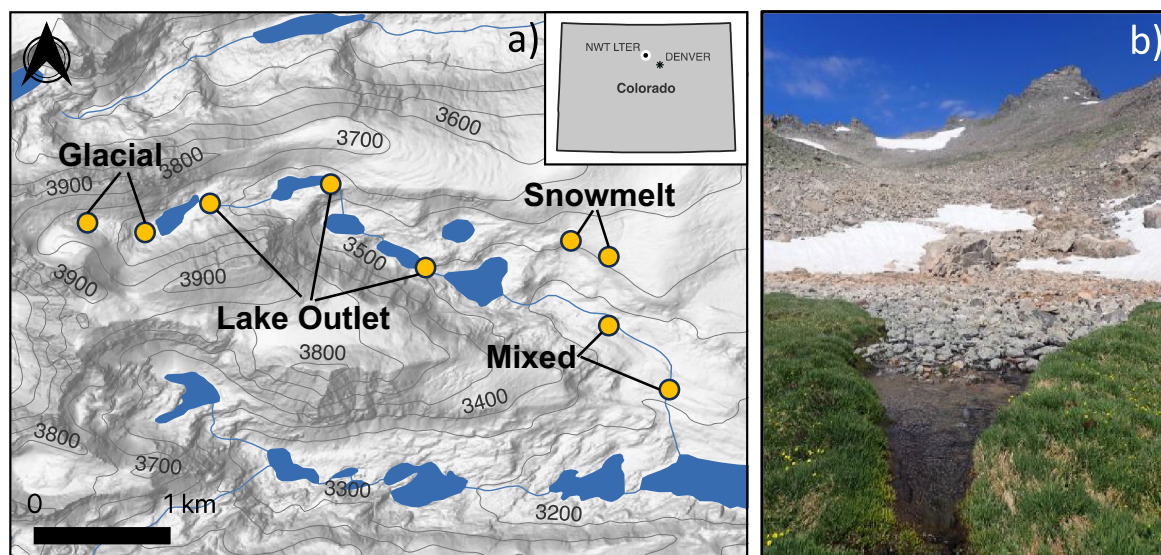 a)
NWT LTER
DENVER
Colorado
b)
3600
3700
Glacial
3800
3900
Snowmelt
3500
3900
3900
Lake Outlet
3800
Mixed
3400
3800
3700
3300
3200
0
1 km